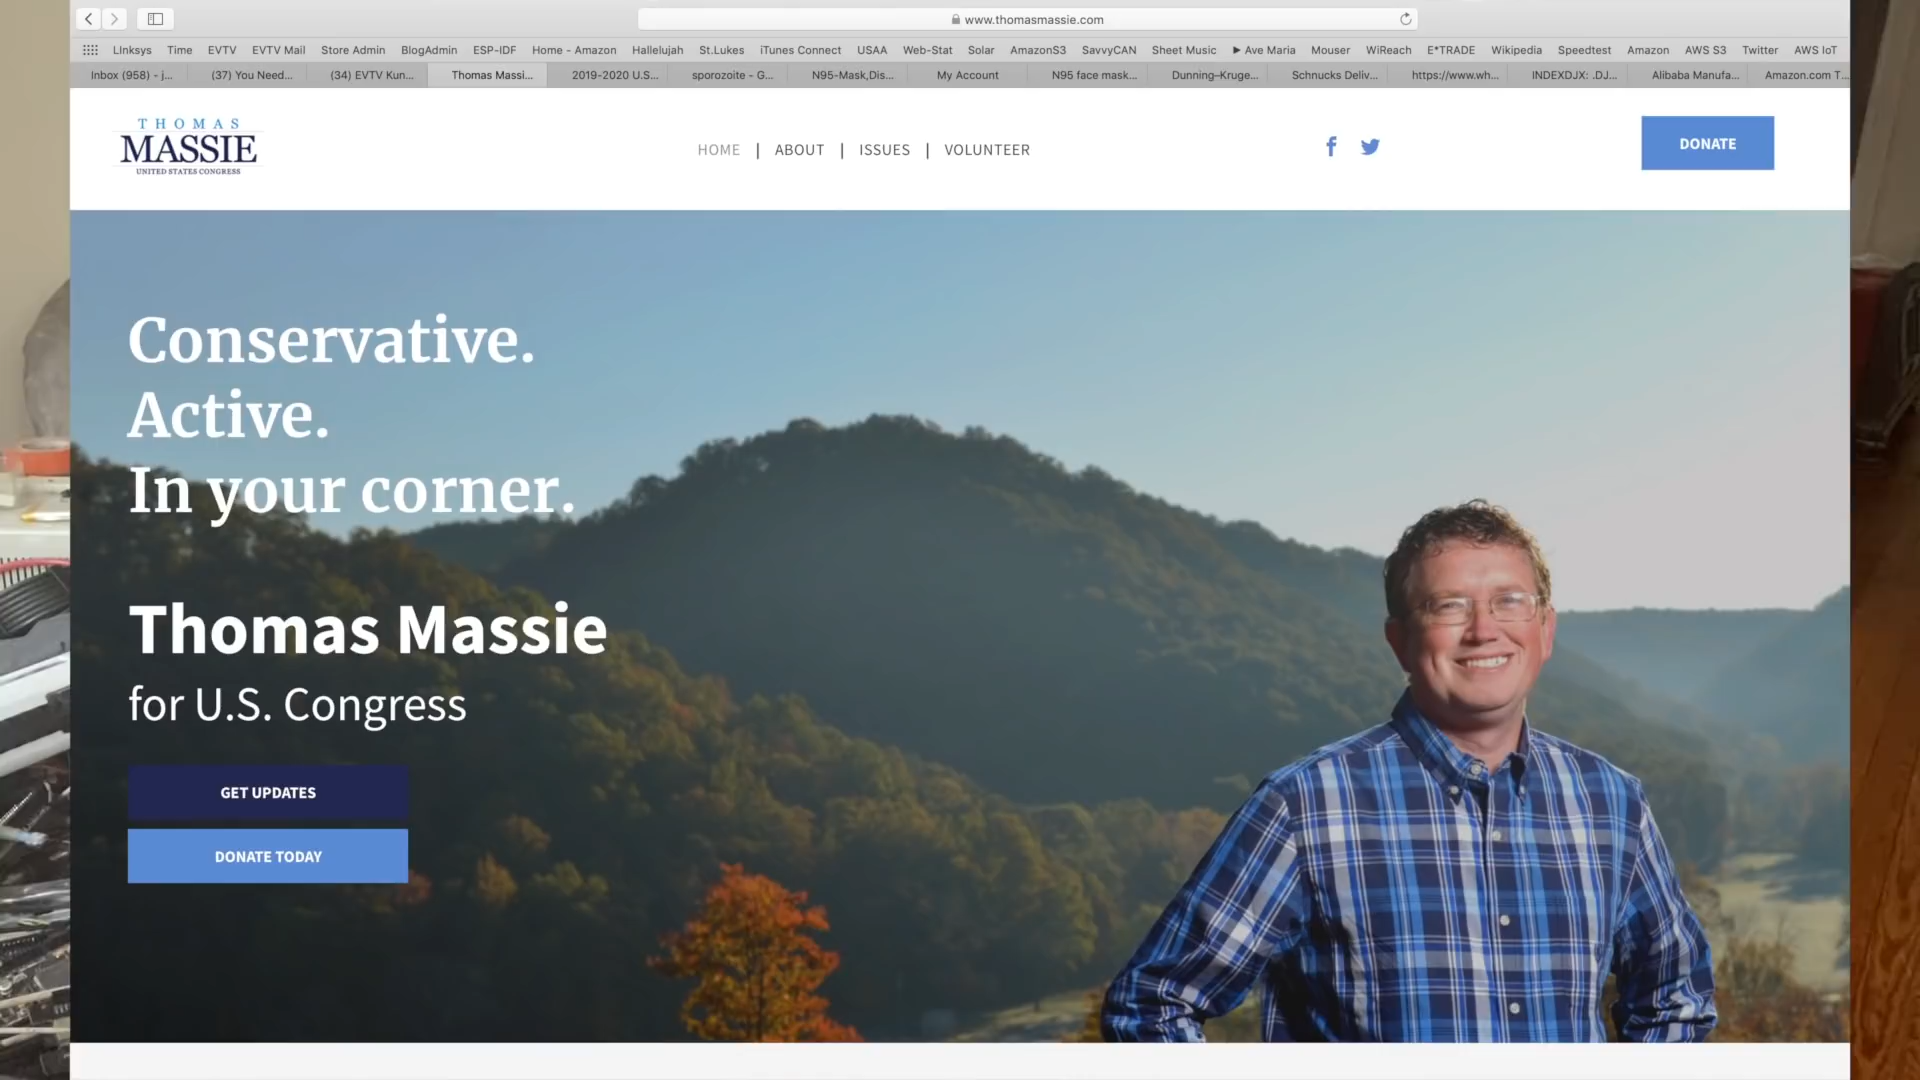 www.thomasmassie.com
LInksys Time EVTV EVTV Mail Store Admin BlogAdmin ESP-IDF Home - Amazon Hallelujah St.Lukes iTunes Connect USAA Web-Stat Solar AmazonS3 SavvyCAN Sheet Music ▶ Ave Maria Mouser WiReach E*TRADE Wikipedia Speedtest Amazon AWS S3 Twitter AWS IoT
Inbox (958) - j... (37) You Need... (34) EVTV Kun... Thomas Massi... 2019-2020 U.S... sporozoite - G... N95-Mask,Dis... My Account N95 face mask... Dunning–Kruge... Schnucks Deliv... https://www.wh... INDEXDJX: .DJ... Alibaba Manufa... Amazon.com T...
THOMAS
MASSIE
UNITED STATES CONGRESS
HOME | ABOUT | ISSUES | VOLUNTEER
DONATE
Conservative.
Active.
In your corner.
Thomas Massie
for U.S. Congress
GET UPDATES
DONATE TODAY